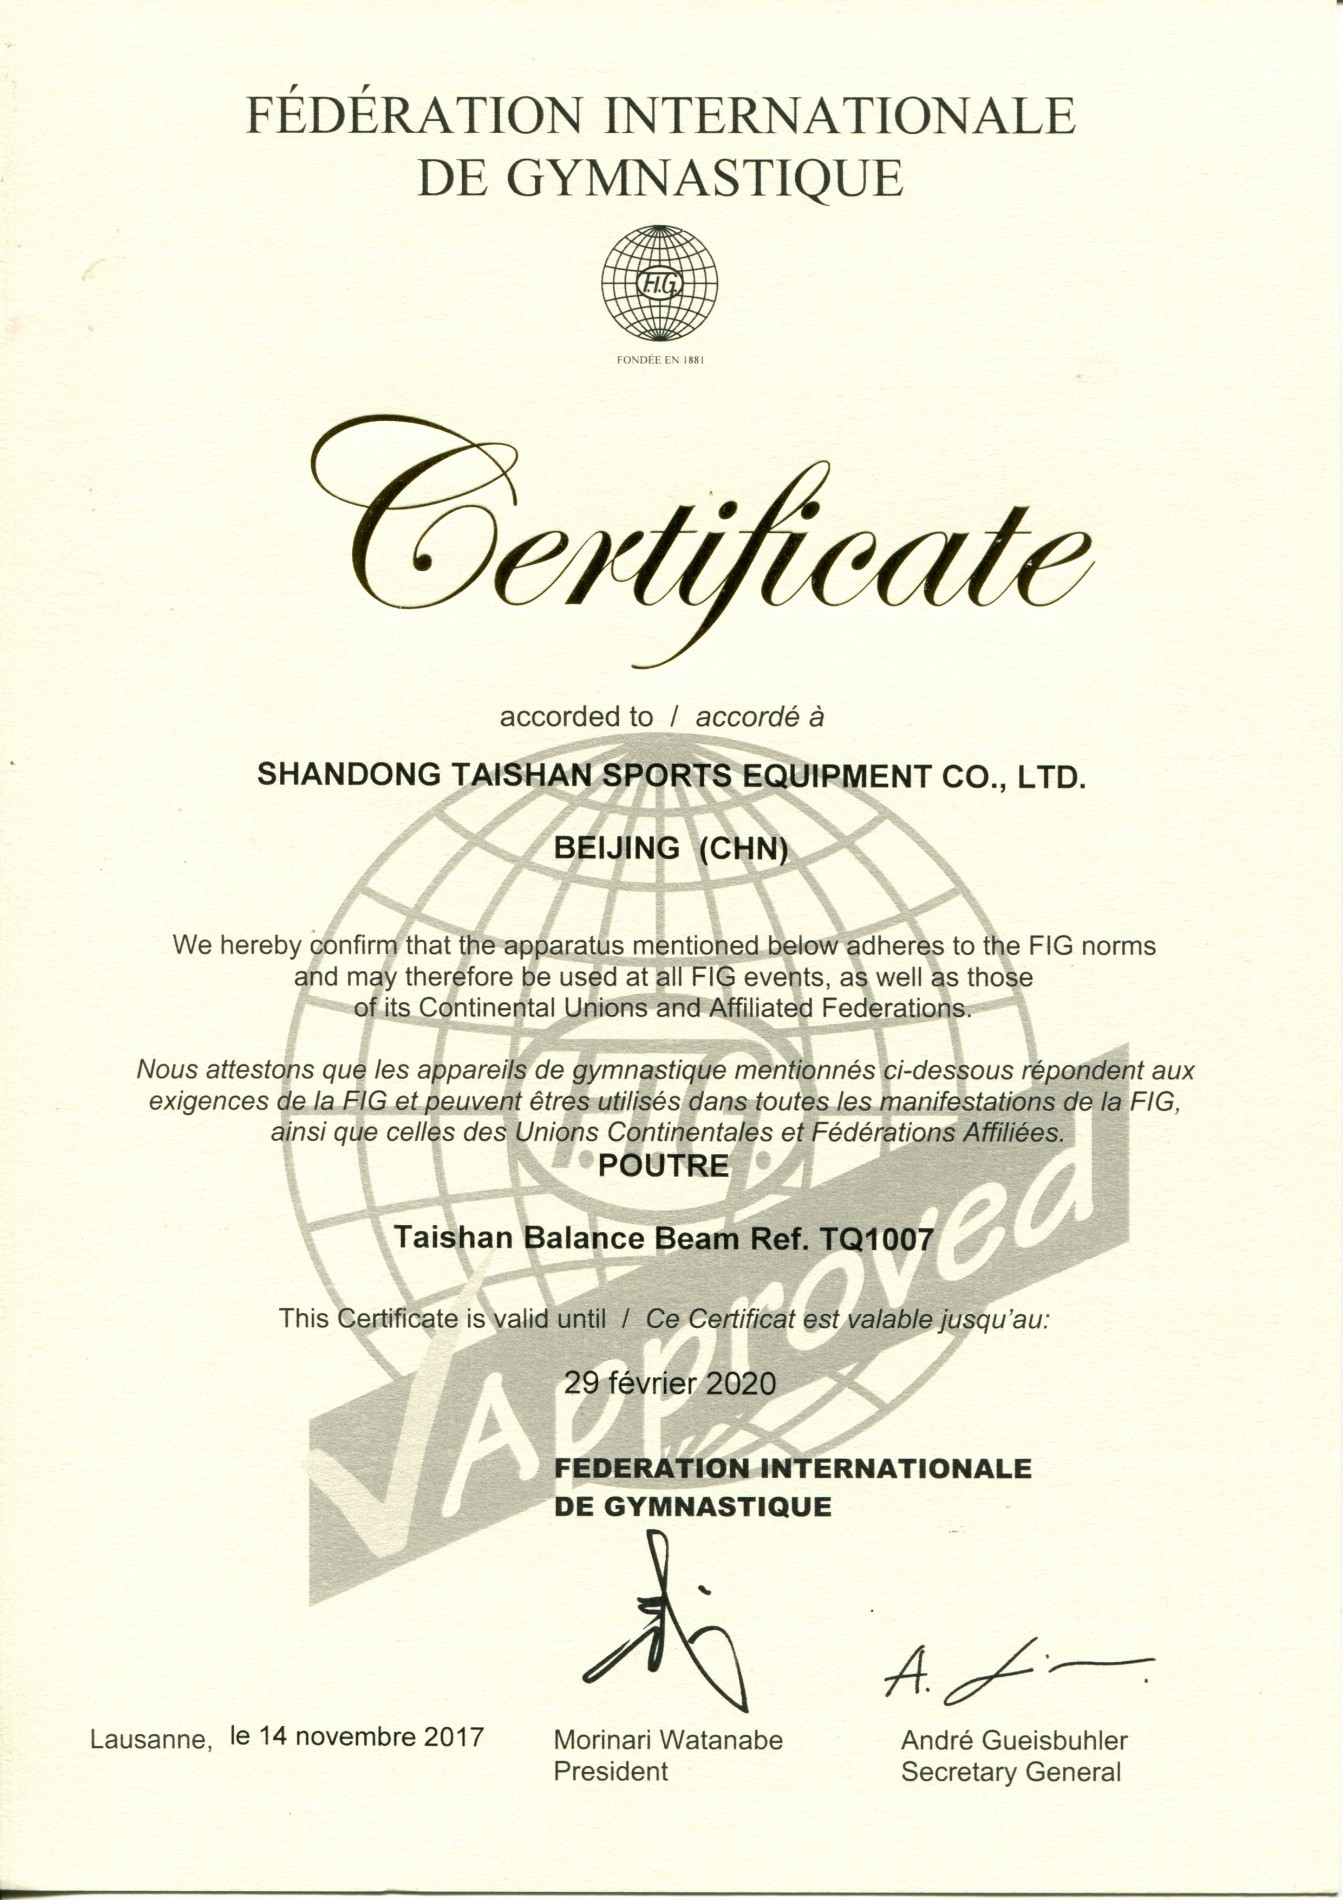 FÉDÉRATION INTERNATIONALE
DE GYMNASTIQUE
F.I.G.
FONDÉE EN 1881
Certificate
accorded to / accordé à
SHANDONG TAISHAN SPORTS EQUIPMENT CO., LTD.
BEIJING (CHN)
We hereby confirm that the apparatus mentioned below adheres to the FIG norms
and may therefore be used at all FIG events, as well as those
of its Continental Unions and Affiliated Federations.
F.I.G.
Nous attestons que les appareils de gymnastique mentionnés ci-dessous répondent aux
exigences de la FIG et peuvent êtres utilisés dans toutes les manifestations de la FIG,
ainsi que celles des Unions Continentales et Fédérations Affiliées.
POUTRE
Taishan Balance Beam Ref. TQ1007
Approved
This Certificate is valid until / Ce Certificat est valable jusqu'au:
29 février 2020
FEDERATION INTERNATIONALE
DE GYMNASTIQUE
Lausanne, le 14 novembre 2017
Morinari Watanabe
President
André Gueisbuhler
Secretary General